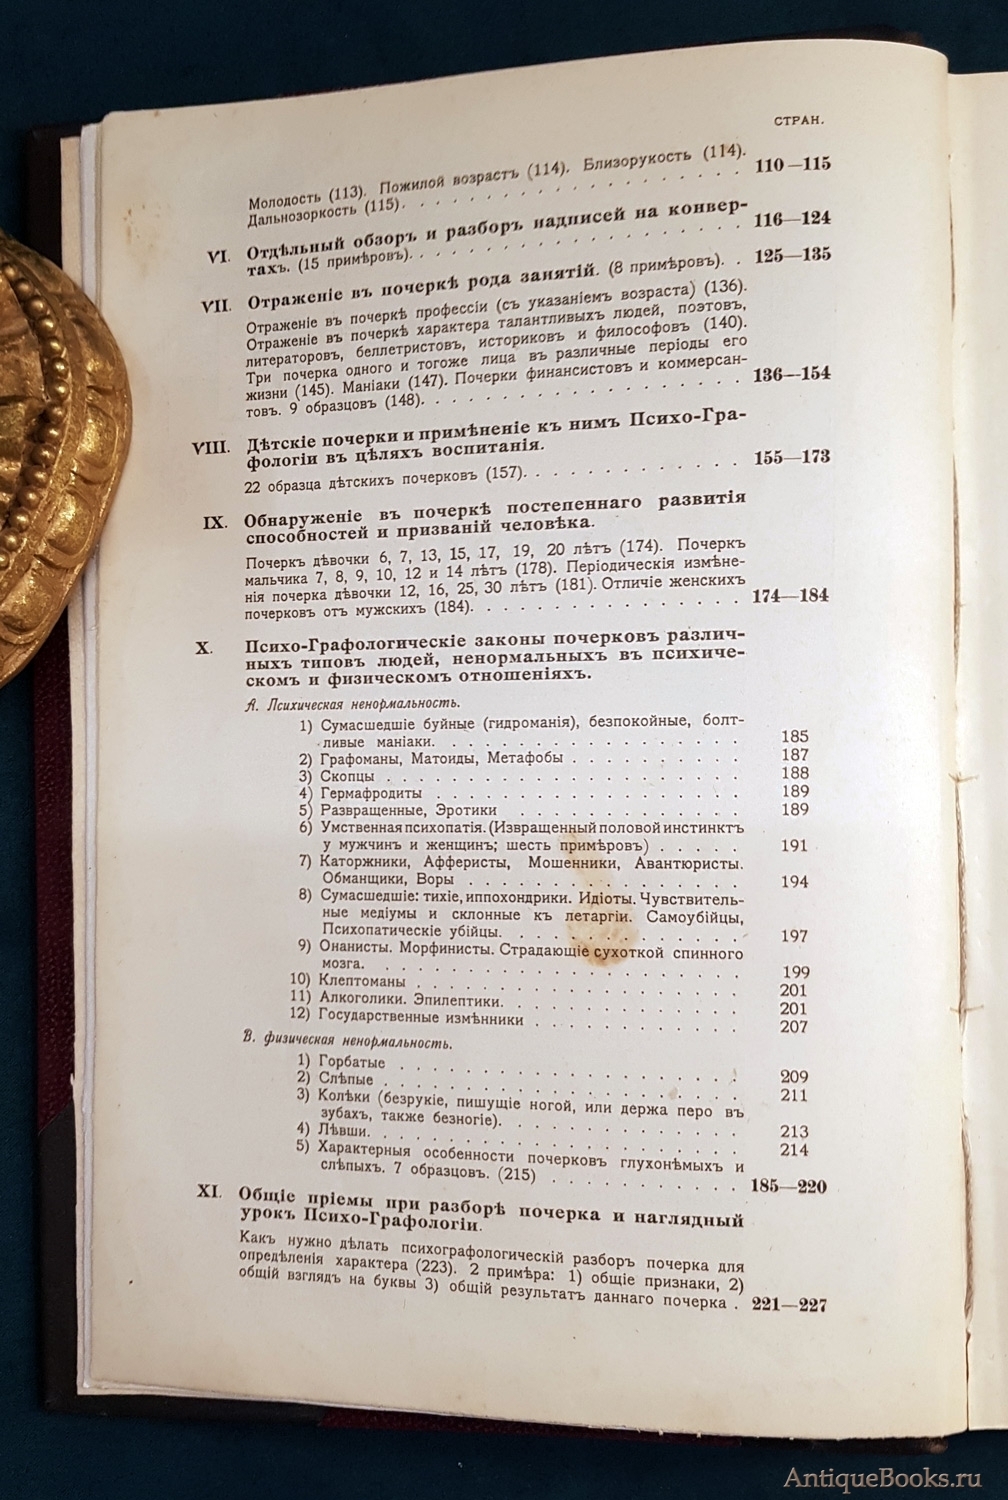 СТРАН.
Молодость (113). Пожилой возрастъ (114). Близорукость (114).
Дальнозоркость (115). . . . . . . . . . . . . . . . . . . . 110—115
VI. Отдѣльный обзоръ и разборъ надписей на конвер-
тахъ. (15 примѣровъ). . . . . . . . . . . . . . . . . . . . 116—124
VII. Отраженіе въ почеркѣ рода занятій. (8 примѣровъ). . 125—135
Отраженіе въ почеркѣ профессіи (съ указаніемъ возраста) (136).
Отраженіе въ почеркѣ характера талантливыхъ людей, поэтовъ,
литераторовъ, беллетристовъ, историковъ и философовъ (140).
Три почерка одного и тогоже лица въ различные періоды его
жизни (145). Маніаки (147). Почерки финансистовъ и коммерсан-
товъ. 9 образцовъ (148). . . . . . . . . . . . . . . . . . . 136—154
VIII. Дѣтскіе почерки и примѣненіе къ нимъ Психо-Гра-
фологіи въ цѣляхъ воспитанія.
22 образца дѣтскихъ почерковъ (157). . . . . . . . . . . . 155—173
IX. Обнаруженіе въ почеркѣ постепеннаго развитія
способностей и призваній человѣка.
Почеркъ дѣвочки 6, 7, 13, 15, 17, 19, 20 лѣтъ (174). Почеркъ
мальчика 7, 8, 9, 10, 12 и 14 лѣтъ (178). Періодическія измѣне-
нія почерка дѣвочки 12, 16, 25, 30 лѣтъ (181). Отличіе женскихъ
почерковъ отъ мужскихъ (184). . . . . . . . . . . . . . . . 174—184
X. Психо-Графологическіе законы почерковъ различ-
ныхъ типовъ людей, ненормальныхъ въ психиче-
скомъ и физическомъ отношеніяхъ.
А. Психическая ненормальность.
1) Сумасшедшіе буйные (гидроманія), безпокойные, болт-
ливые маніаки. . . . . . . . . . . . . . . . . . 185
2) Графоманы, Матоиды, Метафобы . . . . . . . . . . 187
3) Скопцы . . . . . . . . . . . . . . . . . . . . . 188
4) Гермафродиты . . . . . . . . . . . . . . . . . . 189
5) Развращенные, Эротики . . . . . . . . . . . . . . 189
6) Умственная психопатія. (Извращенный половой инстинктъ
у мужчинъ и женщинъ; шесть примѣровъ) . . . . . 191
7) Каторжники, Афферисты, Мошенники, Авантюристы.
Обманщики, Воры . . . . . . . . . . . . . . . . 194
8) Сумасшедшіе: тихіе, иппохондрики. Идіоты. Чувствитель-
ные медіумы и склонные къ летаргіи. Самоубійцы,
Психопатическіе убійцы. . . . . . . . . . . . . . 197
9) Онанисты. Морфинисты. Страдающіе сухоткой спинного
мозга. . . . . . . . . . . . . . . . . . . . . . 199
10) Клептоманы . . . . . . . . . . . . . . . . . . . 201
11) Алкоголики. Эпилептики. . . . . . . . . . . . . . 201
12) Государственные измѣнники . . . . . . . . . . . . 207
В. физическая ненормальность.
1) Горбатые . . . . . . . . . . . . . . . . . . . . 209
2) Слѣпые . . . . . . . . . . . . . . . . . . . . . 211
3) Колѣки (безрукіе, пишущіе ногой, или держа перо въ
зубахъ, также безногіе). . . . . . . . . . . . . . 213
4) Лѣвши. . . . . . . . . . . . . . . . . . . . . . 214
5) Характерныя особенности почерковъ глухонѣмыхъ и
слѣпыхъ. 7 образцовъ. (215) . . . . . . . . . . . 185—220
XI. Общіе пріемы при разборѣ почерка и наглядный
урокъ Психо-Графологіи.
Какъ нужно дѣлать психографологическій разборъ почерка для
опредѣленія характера (223). 2 примѣра: 1) общіе признаки, 2)
общій взглядъ на буквы 3) общій результатъ даннаго почерка . 221—227
AntiqueBooks.ru